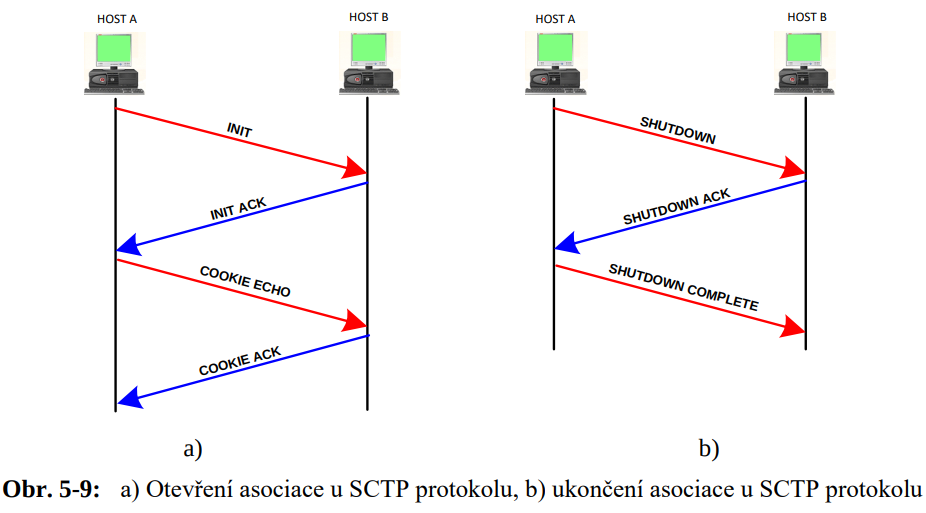 HOST A
HOST B
INIT
INIT ACK
COOKIE ECHO
COOKIE ACK
a)
HOST A
HOST B
SHUTDOWN
SHUTDOWN ACK
SHUTDOWN COMPLETE
b)
Obr. 5-9: a) Otevření asociace u SCTP protokolu, b) ukončení asociace u SCTP protokolu